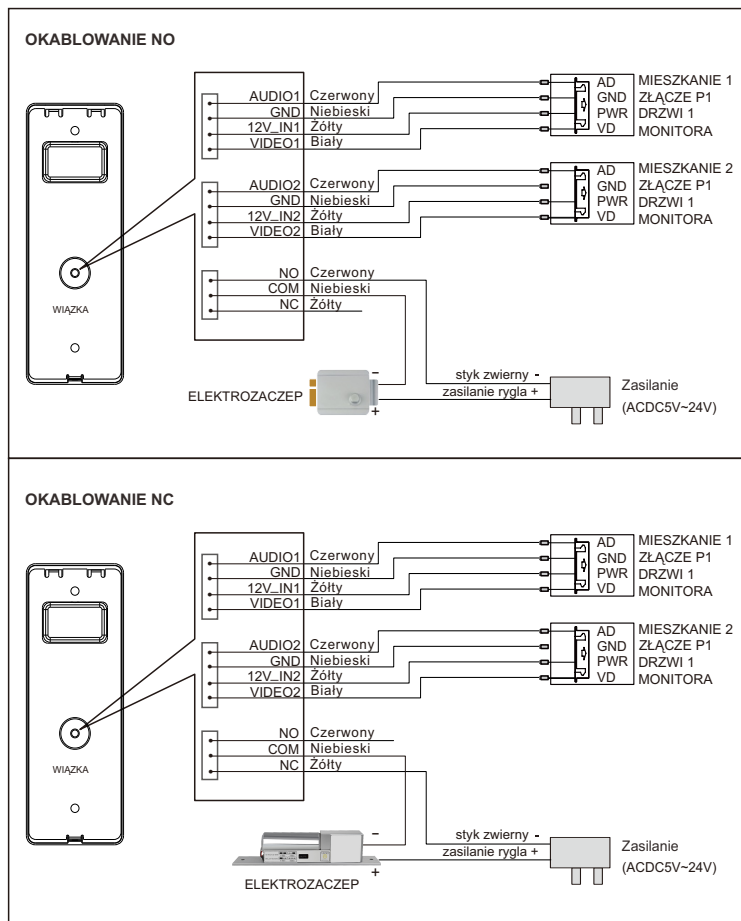 OKABLOWANIE NO
AUDIO1 Czerwony
GND Niebieski
12V_IN1 Żółty
VIDEO1 Biały
AD MIESZKANIE 1
GND ZŁĄCZE P1
PWR DRZWI 1
VD MONITORA
AUDIO2 Czerwony
GND Niebieski
12V_IN2 Żółty
VIDEO2 Biały
AD MIESZKANIE 2
GND ZŁĄCZE P1
PWR DRZWI 1
VD MONITORA
NO Czerwony
COM Niebieski
NC Żółty
WIĄZKA
ELEKTROZACZEP
-
+
styk zwierny -
zasilanie rygla +
Zasilanie
(ACDC5V~24V)
OKABLOWANIE NC
AUDIO1 Czerwony
GND Niebieski
12V_IN1 Żółty
VIDEO1 Biały
AD MIESZKANIE 1
GND ZŁĄCZE P1
PWR DRZWI 1
VD MONITORA
AUDIO2 Czerwony
GND Niebieski
12V_IN2 Żółty
VIDEO2 Biały
AD MIESZKANIE 2
GND ZŁĄCZE P1
PWR DRZWI 1
VD MONITORA
NO Czerwony
COM Niebieski
NC Żółty
WIĄZKA
-
+
ELEKTROZACZEP
styk zwierny -
zasilanie rygla +
Zasilanie
(ACDC5V~24V)